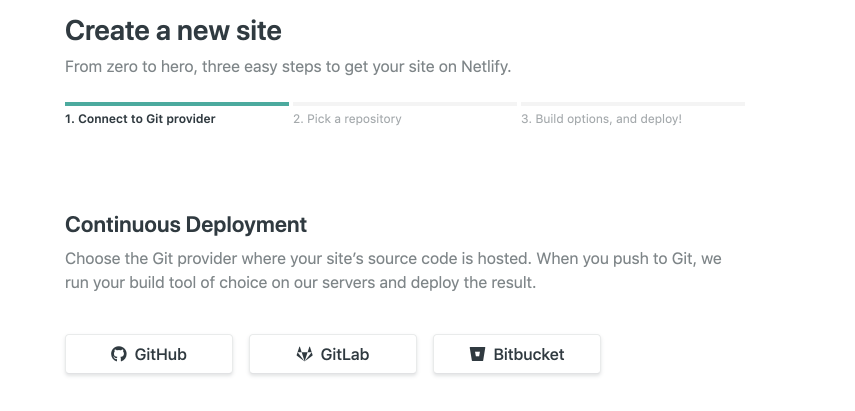 Create a new site
From zero to hero, three easy steps to get your site on Netlify.
1. Connect to Git provider
2. Pick a repository
3. Build options, and deploy!
Continuous Deployment
Choose the Git provider where your site’s source code is hosted. When you push to Git, we
run your build tool of choice on our servers and deploy the result.
GitHub
GitLab
Bitbucket